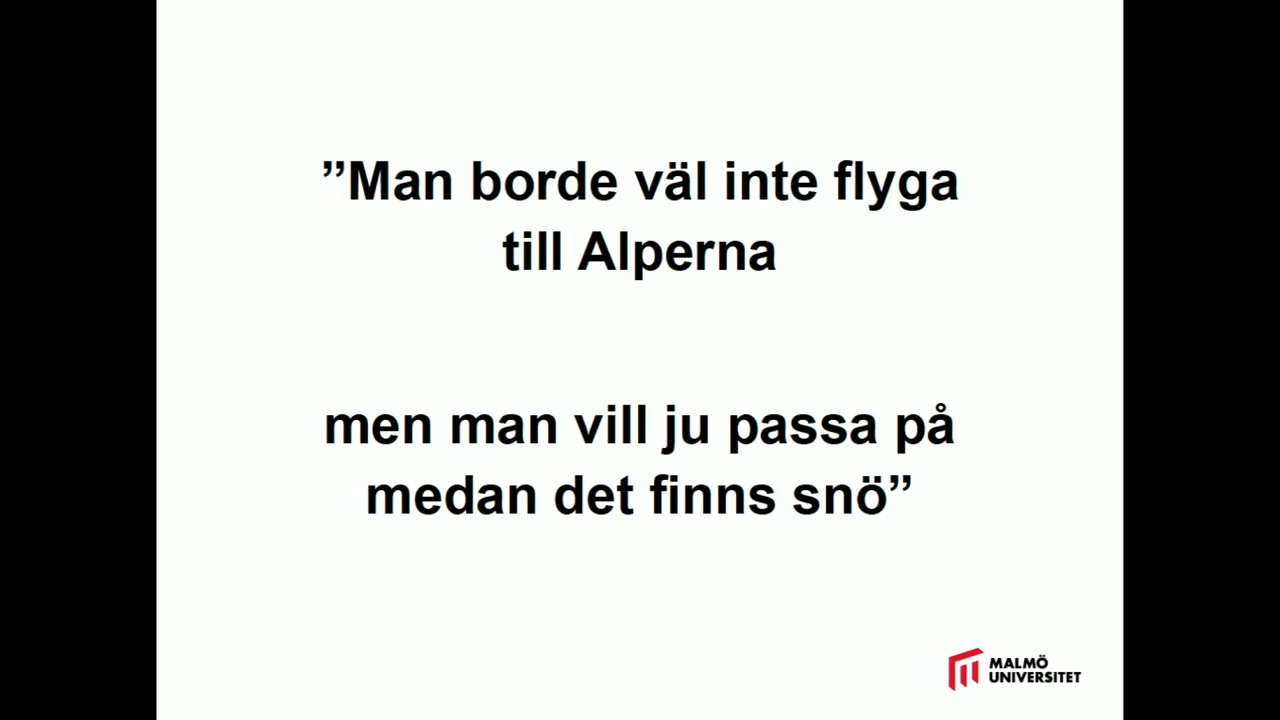 ”Man borde väl inte flyga
till Alperna
men man vill ju passa på
medan det finns snö”
MALMÖ
UNIVERSITET